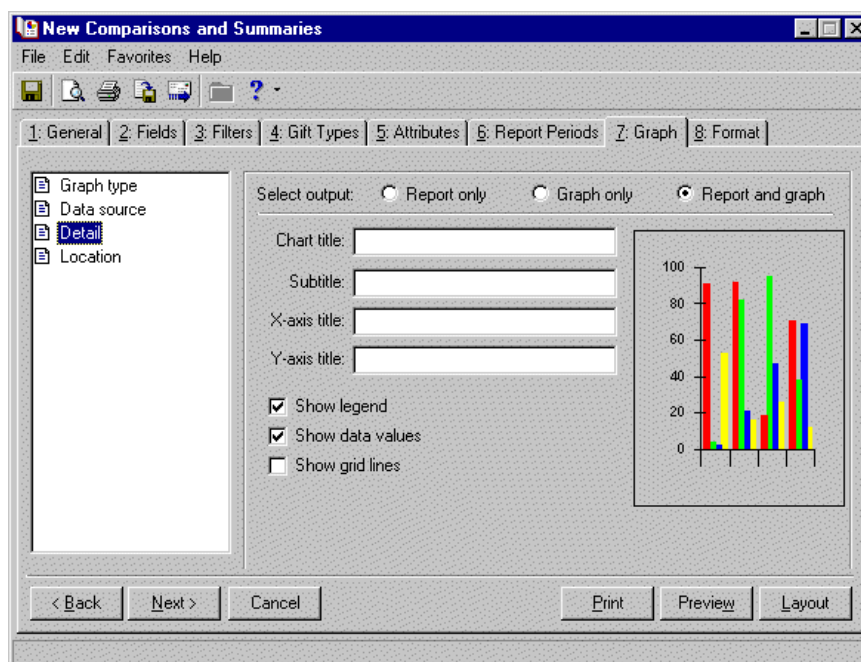 New Comparisons and Summaries
File Edit Favorites Help
?
1: General 2: Fields 3: Filters 4: Gift Types 5: Attributes 6: Report Periods 7: Graph 8: Format
Graph type
Data source
Detail
Location
Select output: Report only Graph only Report and graph
Chart title:
Subtitle:
X-axis title:
Y-axis title:
Show legend
Show data values
Show grid lines
100
80
60
40
20
0
< Back Next > Cancel Print Preview Layout